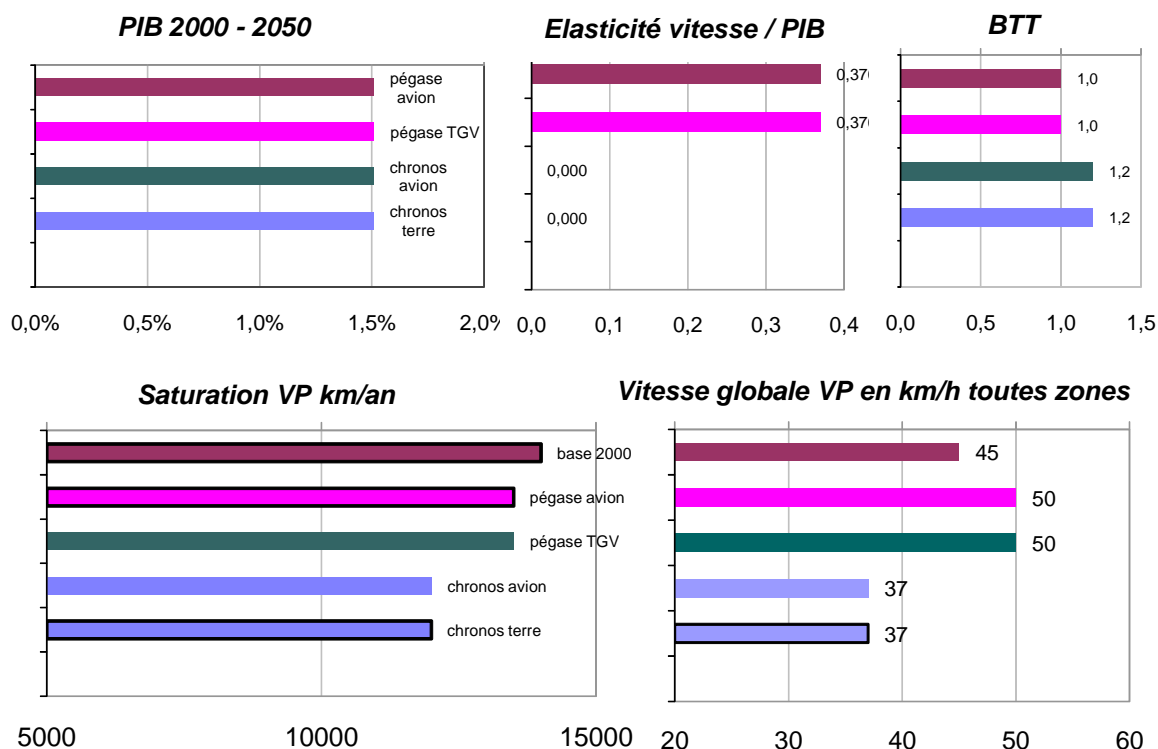 PIB 2000 - 2050
pégase
avion
pégase TGV
chronos
avion
chronos
terre
0,0% 0,5% 1,0% 1,5% 2,0%
Elasticité vitesse / PIB
0,370
0,370
0,000
0,000
0,0 0,1 0,2 0,3 0,4
BTT
1,0
1,0
1,2
1,2
0,0 0,5 1,0 1,5
Saturation VP km/an
base 2000
pégase avion
pégase TGV
chronos avion
chronos terre
5000 10000 15000
Vitesse globale VP en km/h toutes zones
45
50
50
37
37
20 30 40 50 60